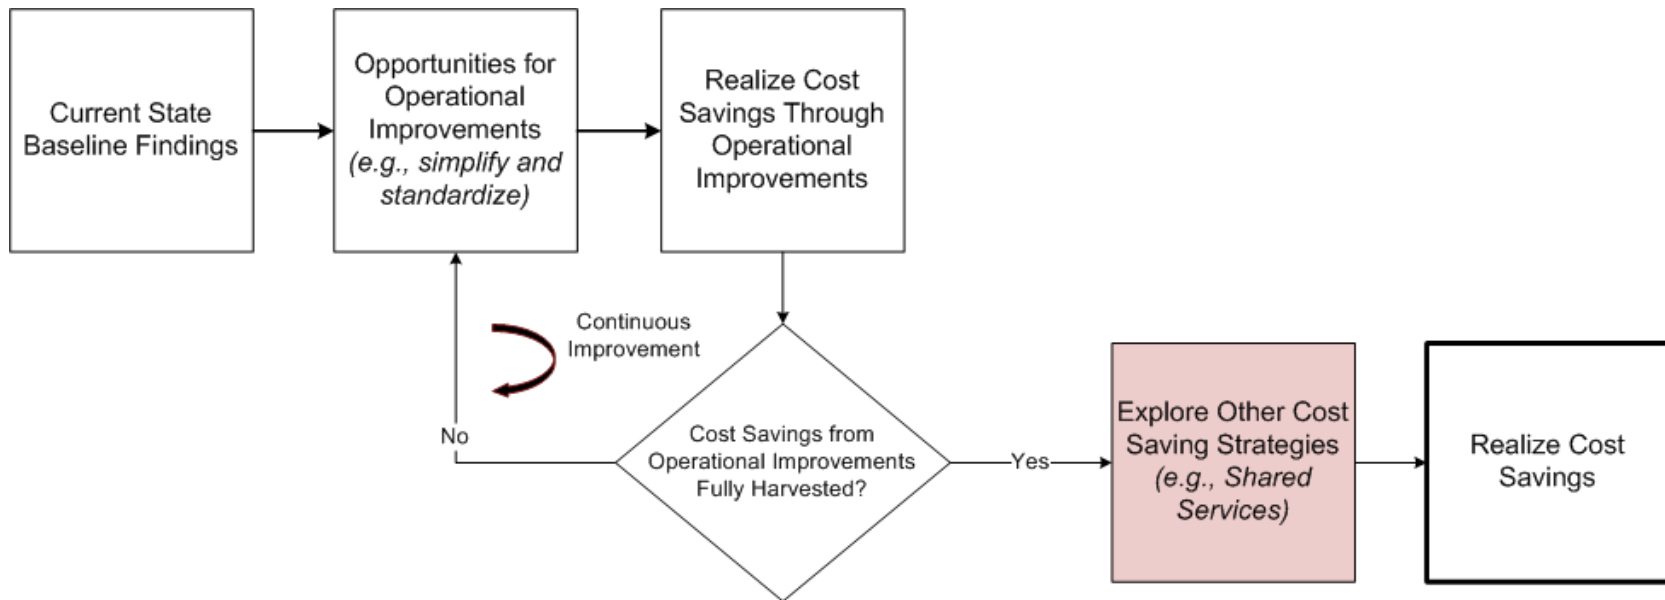 Current State
Baseline Findings
Opportunities for
Operational
Improvements
(e.g., simplify and
standardize)
Realize Cost
Savings Through
Operational
Improvements
Continuous
Improvement
No
Cost Savings from
Operational Improvements
Fully Harvested?
Yes
Explore Other Cost
Saving Strategies
(e.g., Shared
Services)
Realize Cost
Savings